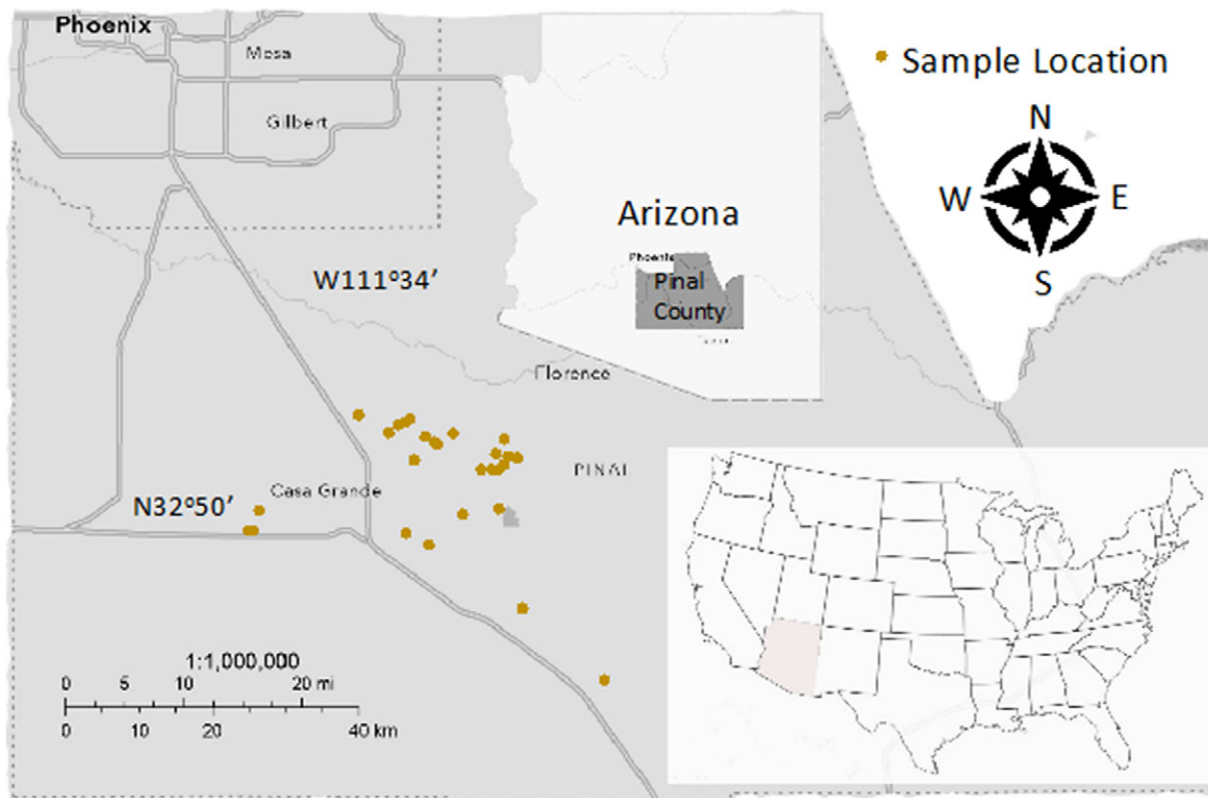 Phoenix
Mesa
Gilbert
Sample Location
N
W
E
S
Arizona
Phoenix
Pinal
County
W111º34′
Florence
PINAL
Casa Grande
N32º50′
1:1,000,000
0 5 10 20 mi
0 10 20 40 km